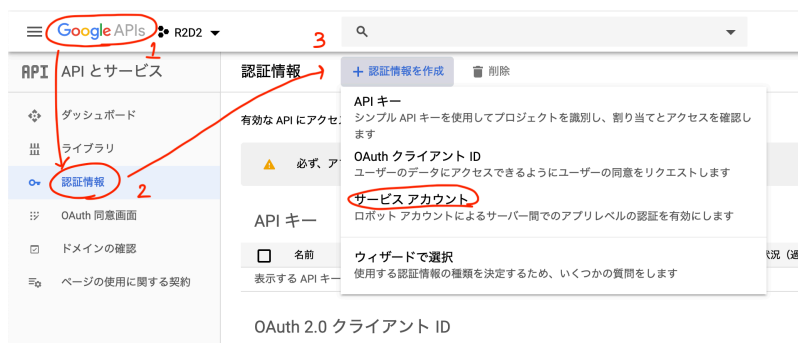 Google APIs
R2D2
1
3
API API とサービス
認証情報
+ 認証情報を作成
削除
ダッシュボード
ライブラリ
認証情報
2
OAuth 同意画面
ドメインの確認
ページの使用に関する契約
有効な API にアクセ
必ず、ア
API キー
シンプル API キーを使用してプロジェクトを識別し、割り当てとアクセスを確認し
ます
OAuth クライアント ID
ユーザーのデータにアクセスできるようにユーザーの同意をリクエストします
サービス アカウント
ロボット アカウントによるサーバー間でのアプリレベルの認証を有効にします
ウィザードで選択
使用する認証情報の種類を決定するため、いくつかの質問をします
API キー
名前
状況（過
表示する API キー
OAuth 2.0 クライアント ID